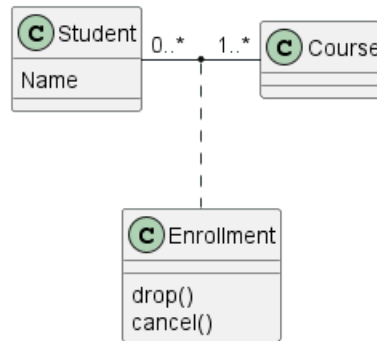 C Student
0..*
1..*
C Course
Name
C Enrollment
drop()
cancel()